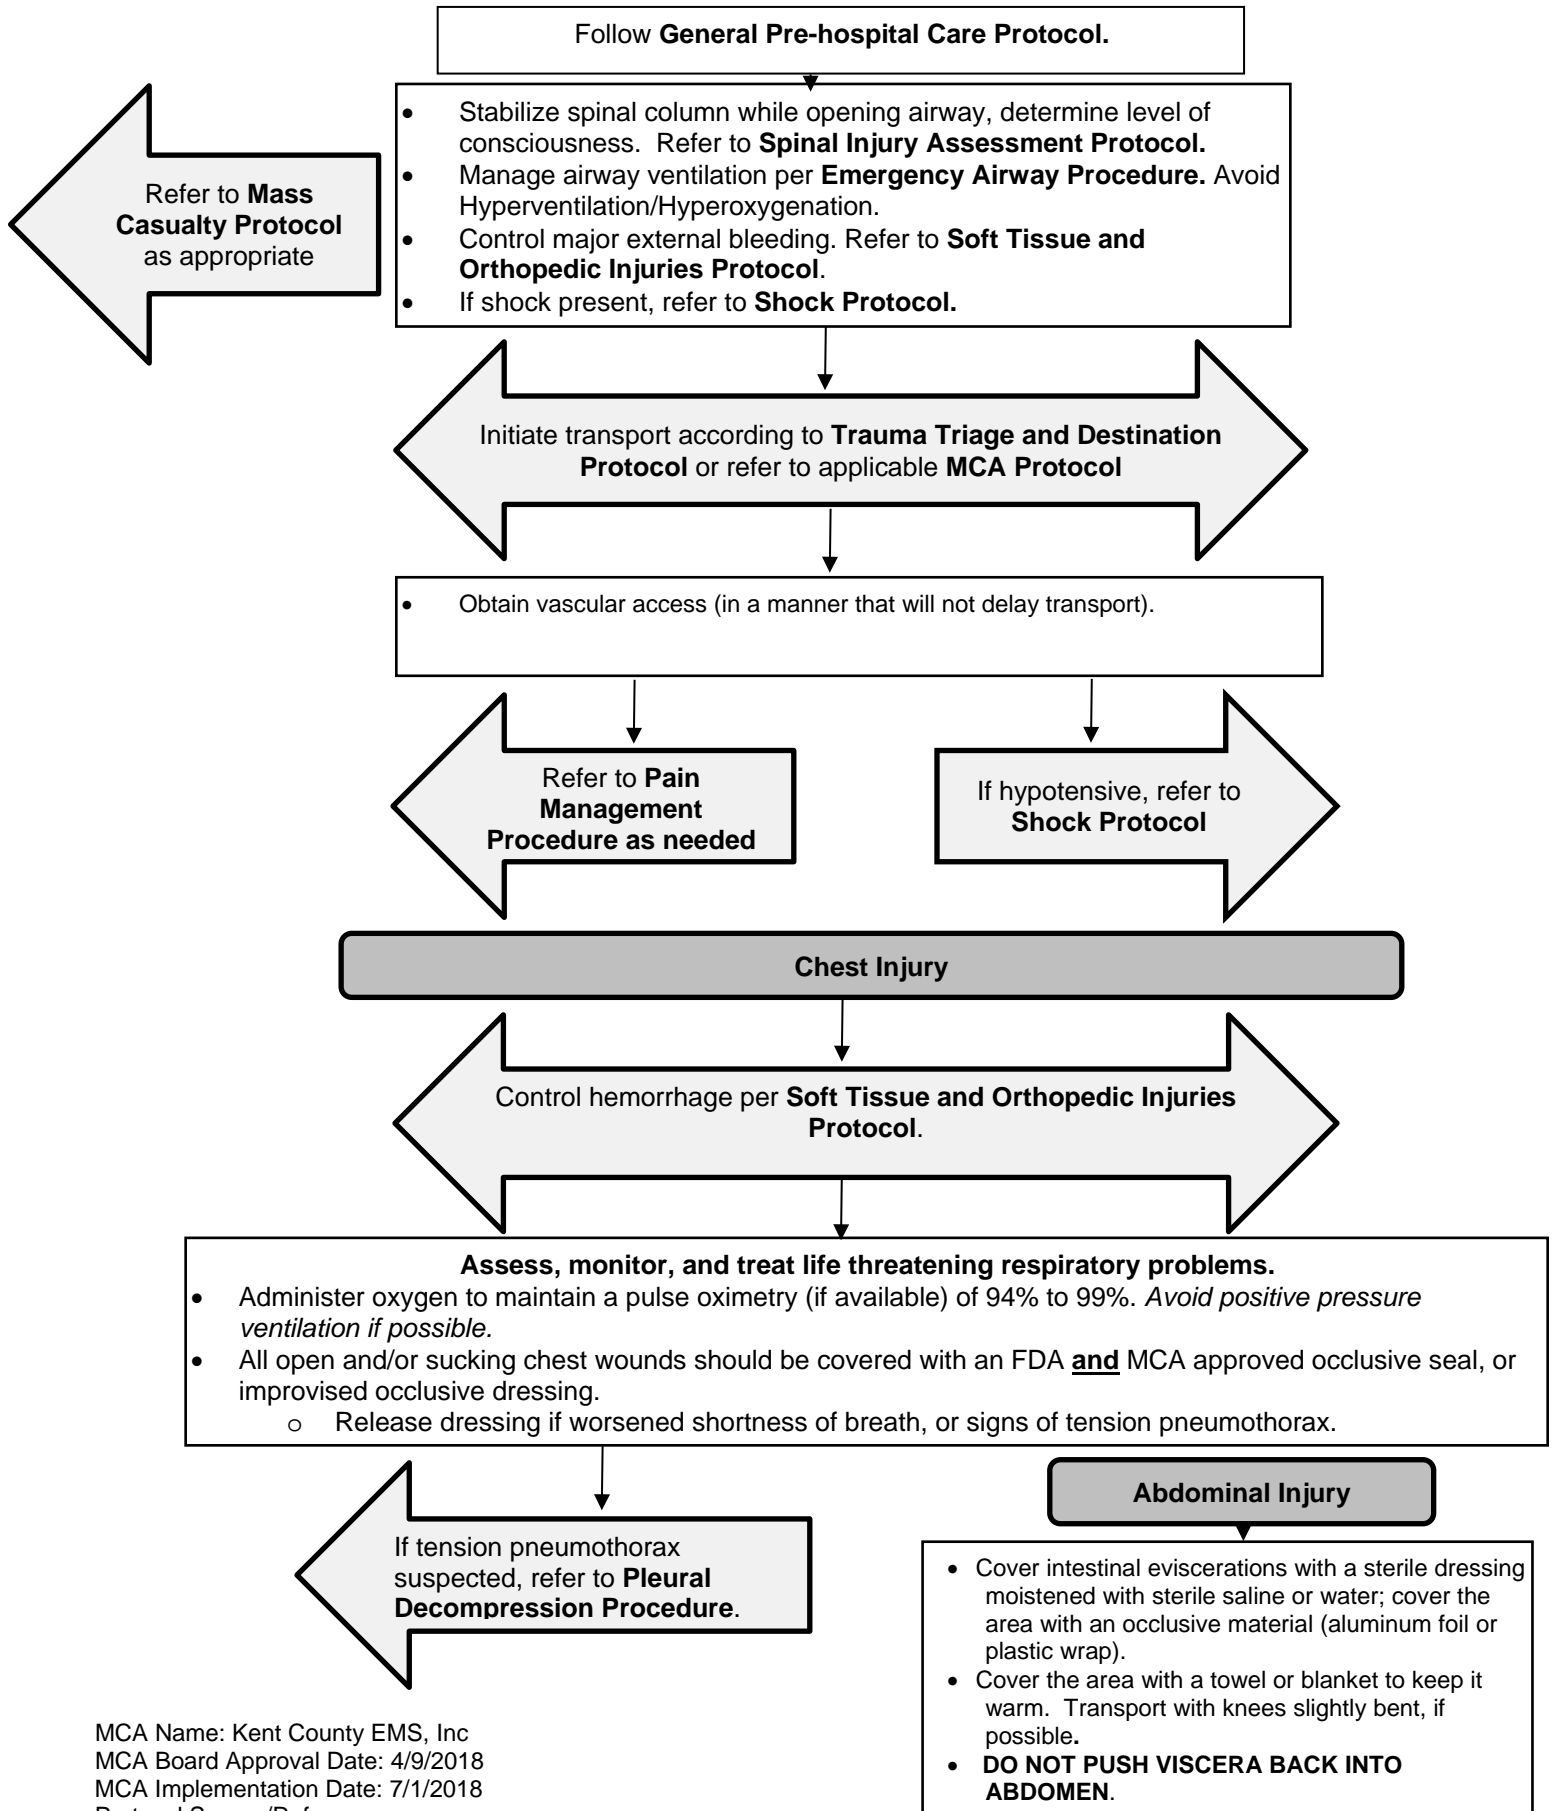 Follow General Pre-hospital Care Protocol.
• Stabilize spinal column while opening airway, determine level of
consciousness. Refer to Spinal Injury Assessment Protocol.
• Manage airway ventilation per Emergency Airway Procedure. Avoid
Hyperventilation/Hyperoxygenation.
• Control major external bleeding. Refer to Soft Tissue and
Orthopedic Injuries Protocol.
• If shock present, refer to Shock Protocol.
Refer to Mass
Casualty Protocol
as appropriate
Initiate transport according to Trauma Triage and Destination
Protocol or refer to applicable MCA Protocol
• Obtain vascular access (in a manner that will not delay transport).
Refer to Pain
Management
Procedure as needed
If hypotensive, refer to
Shock Protocol
Chest Injury
Control hemorrhage per Soft Tissue and Orthopedic Injuries
Protocol.
Assess, monitor, and treat life threatening respiratory problems.
• Administer oxygen to maintain a pulse oximetry (if available) of 94% to 99%. Avoid positive pressure
ventilation if possible.
• All open and/or sucking chest wounds should be covered with an FDA and MCA approved occlusive seal, or
improvised occlusive dressing.
o Release dressing if worsened shortness of breath, or signs of tension pneumothorax.
If tension pneumothorax
suspected, refer to Pleural
Decompression Procedure.
Abdominal Injury
• Cover intestinal eviscerations with a sterile dressing
moistened with sterile saline or water; cover the
area with an occlusive material (aluminum foil or
plastic wrap).
• Cover the area with a towel or blanket to keep it
warm. Transport with knees slightly bent, if
possible.
• DO NOT PUSH VISCERA BACK INTO
ABDOMEN.
MCA Name: Kent County EMS, Inc
MCA Board Approval Date: 4/9/2018
MCA Implementation Date: 7/1/2018